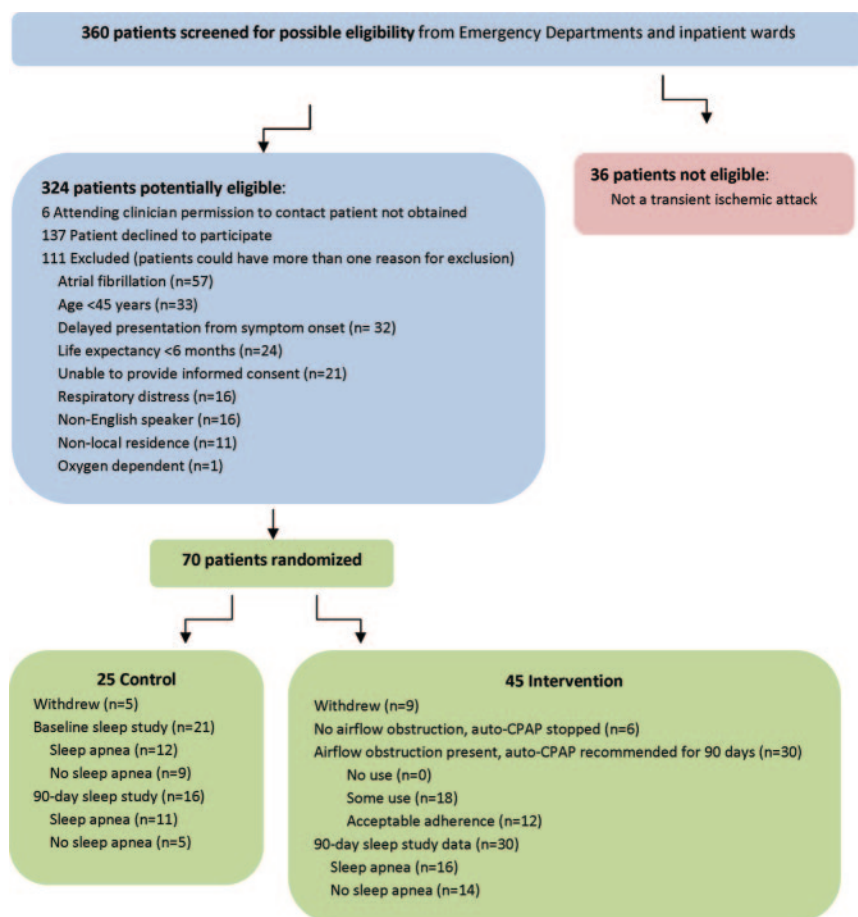 360 patients screened for possible eligibility from Emergency Departments and inpatient wards
324 patients potentially eligible:
6 Attending clinician permission to contact patient not obtained
137 Patient declined to participate
111 Excluded (patients could have more than one reason for exclusion)
Atrial fibrillation (n=57)
Age <45 years (n=33)
Delayed presentation from symptom onset (n= 32)
Life expectancy <6 months (n=24)
Unable to provide informed consent (n=21)
Respiratory distress (n=16)
Non-English speaker (n=16)
Non-local residence (n=11)
Oxygen dependent (n=1)
36 patients not eligible:
Not a transient ischemic attack
70 patients randomized
25 Control
Withdrew (n=5)
Baseline sleep study (n=21)
Sleep apnea (n=12)
No sleep apnea (n=9)
90-day sleep study (n=16)
Sleep apnea (n=11)
No sleep apnea (n=5)
45 Intervention
Withdrew (n=9)
No airflow obstruction, auto-CPAP stopped (n=6)
Airflow obstruction present, auto-CPAP recommended for 90 days (n=30)
No use (n=0)
Some use (n=18)
Acceptable adherence (n=12)
90-day sleep study data (n=30)
Sleep apnea (n=16)
No sleep apnea (n=14)